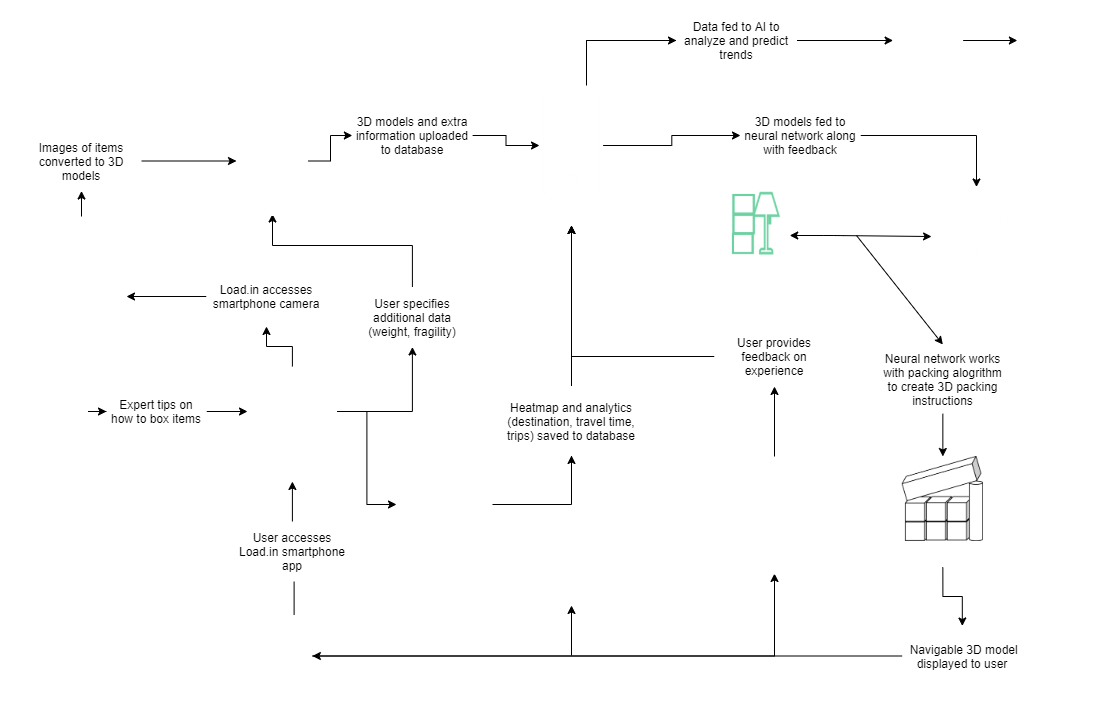 Data fed to AI to
analyze and predict
trends
3D models and extra
information uploaded
to database
3D models fed to
neural network along
with feedback
Images of items
converted to 3D
models
Load.in accesses
smartphone camera
User specifies
additional data
(weight, fragility)
User provides
feedback on
experience
Neural network works
with packing alogrithm
to create 3D packing
instructions
Expert tips on
how to box items
Heatmap and analytics
(destination, travel time,
trips) saved to database
User accesses
Load.in smartphone
app
Navigable 3D model
displayed to user